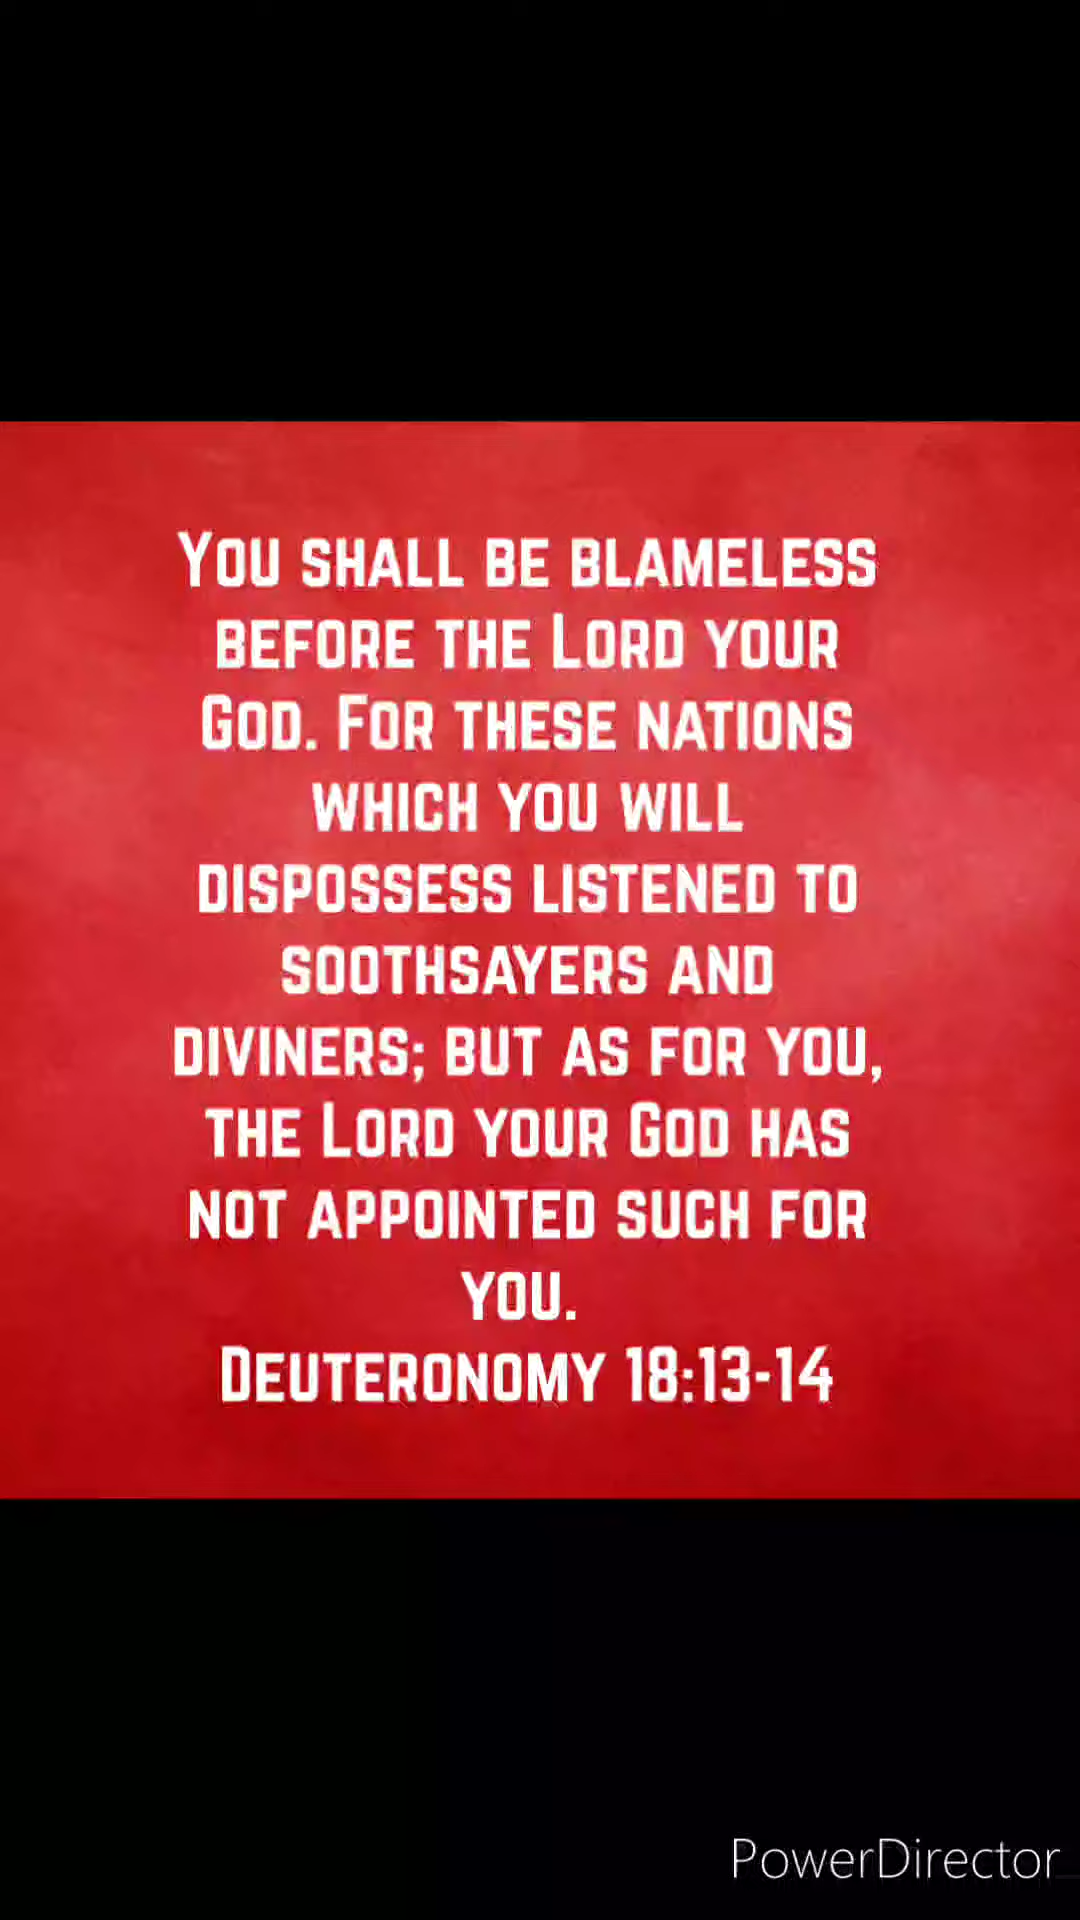 You shall be blameless
before the Lord your
God. For these nations
which you will
dispossess listened to
soothsayers and
diviners; but as for you,
the Lord your God has
not appointed such for
you.
Deuteronomy 18:13-14
PowerDirector